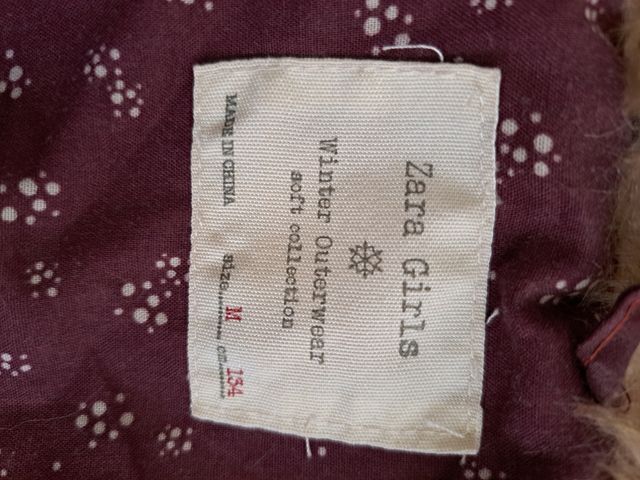 Zara Girls
Winter Outerwear
soft collection
MADE IN CHINA size M cm 134